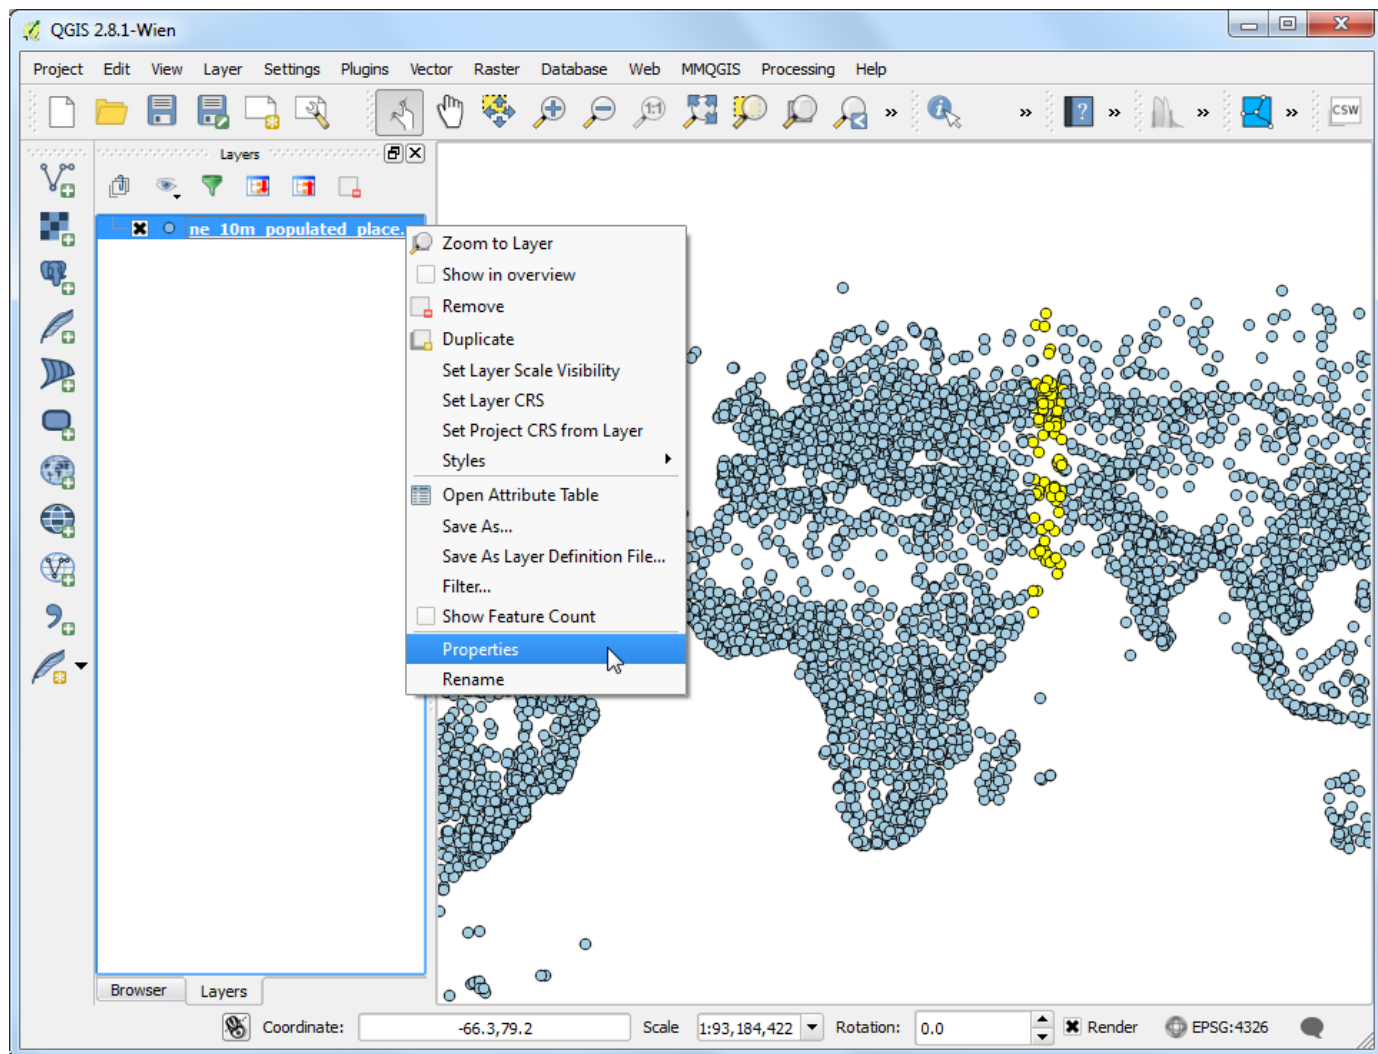 QGIS 2.8.1-Wien
Project Edit View Layer Settings Plugins Vector Raster Database Web MMQGIS Processing Help
1:1 » » ? » » » CSW
Layers
ne_10m_populated_place.
Zoom to Layer
Show in overview
Remove
Duplicate
Set Layer Scale Visibility
Set Layer CRS
Set Project CRS from Layer
Styles
Open Attribute Table
Save As...
Save As Layer Definition File...
Filter...
Show Feature Count
Properties
Rename
Browser Layers
Coordinate: -66.3,79.2 Scale 1:93,184,422 Rotation: 0.0 Render EPSG:4326